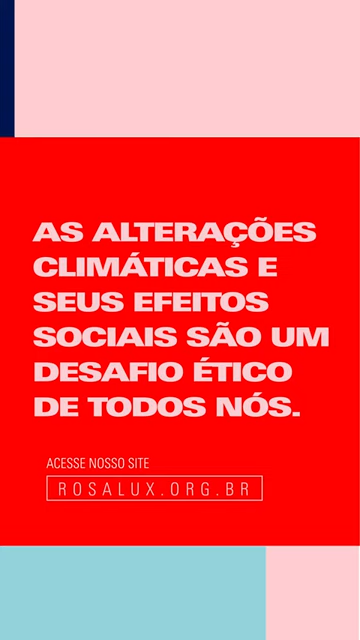 AS ALTERAÇÕES
CLIMÁTICAS E
SEUS EFEITOS
SOCIAIS SÃO UM
DESAFIO ÉTICO
DE TODOS NÓS.
ACESSE NOSSO SITE
ROSALUX.ORG.BR